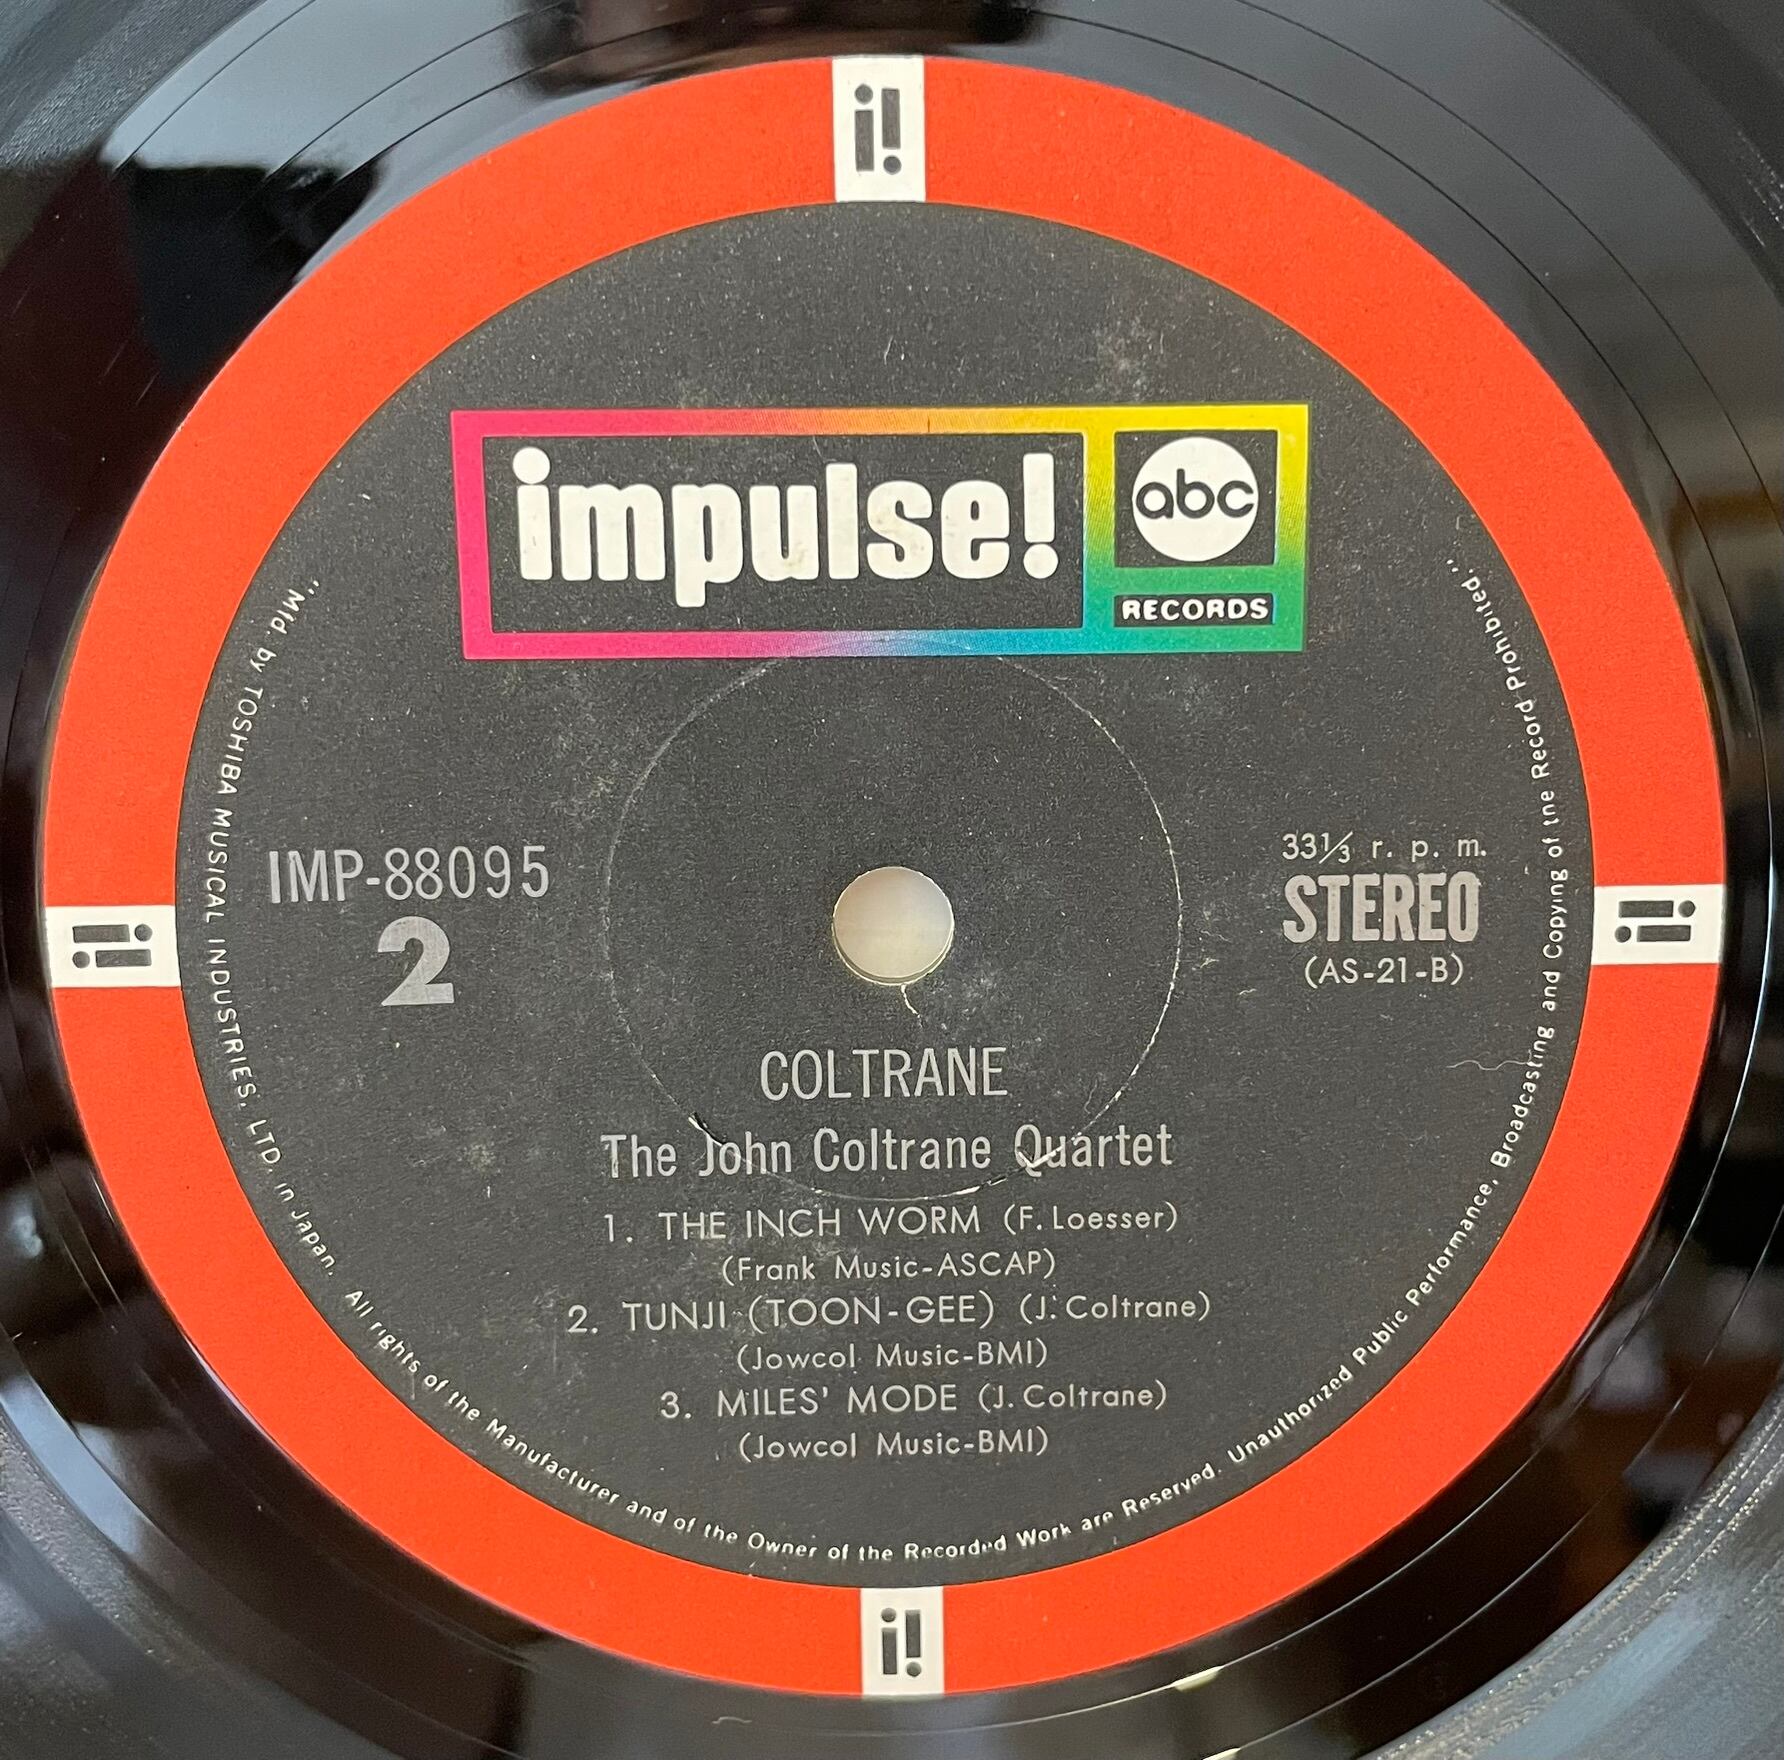 i!
impulse!
abc
RECORDS
IMP-88095
2
33⅓ r. p. m.
STEREO
(AS-21-B)
i!
i!
COLTRANE
The John Coltrane Quartet
1. THE INCH WORM (F. Loesser)
(Frank Music-ASCAP)
2. TUNJI (TOON-GEE) (J. Coltrane)
(Jowcol Music-BMI)
3. MILES' MODE (J. Coltrane)
(Jowcol Music-BMI)
"Mfd. by TOSHIBA MUSICAL INDUSTRIES, LTD. in Japan. All rights of the Manufacturer and of the Owner of the Recorded Work are Reserved. Unauthorized Public Performance, Broadcasting and Copying of the Record Prohibited."
i!